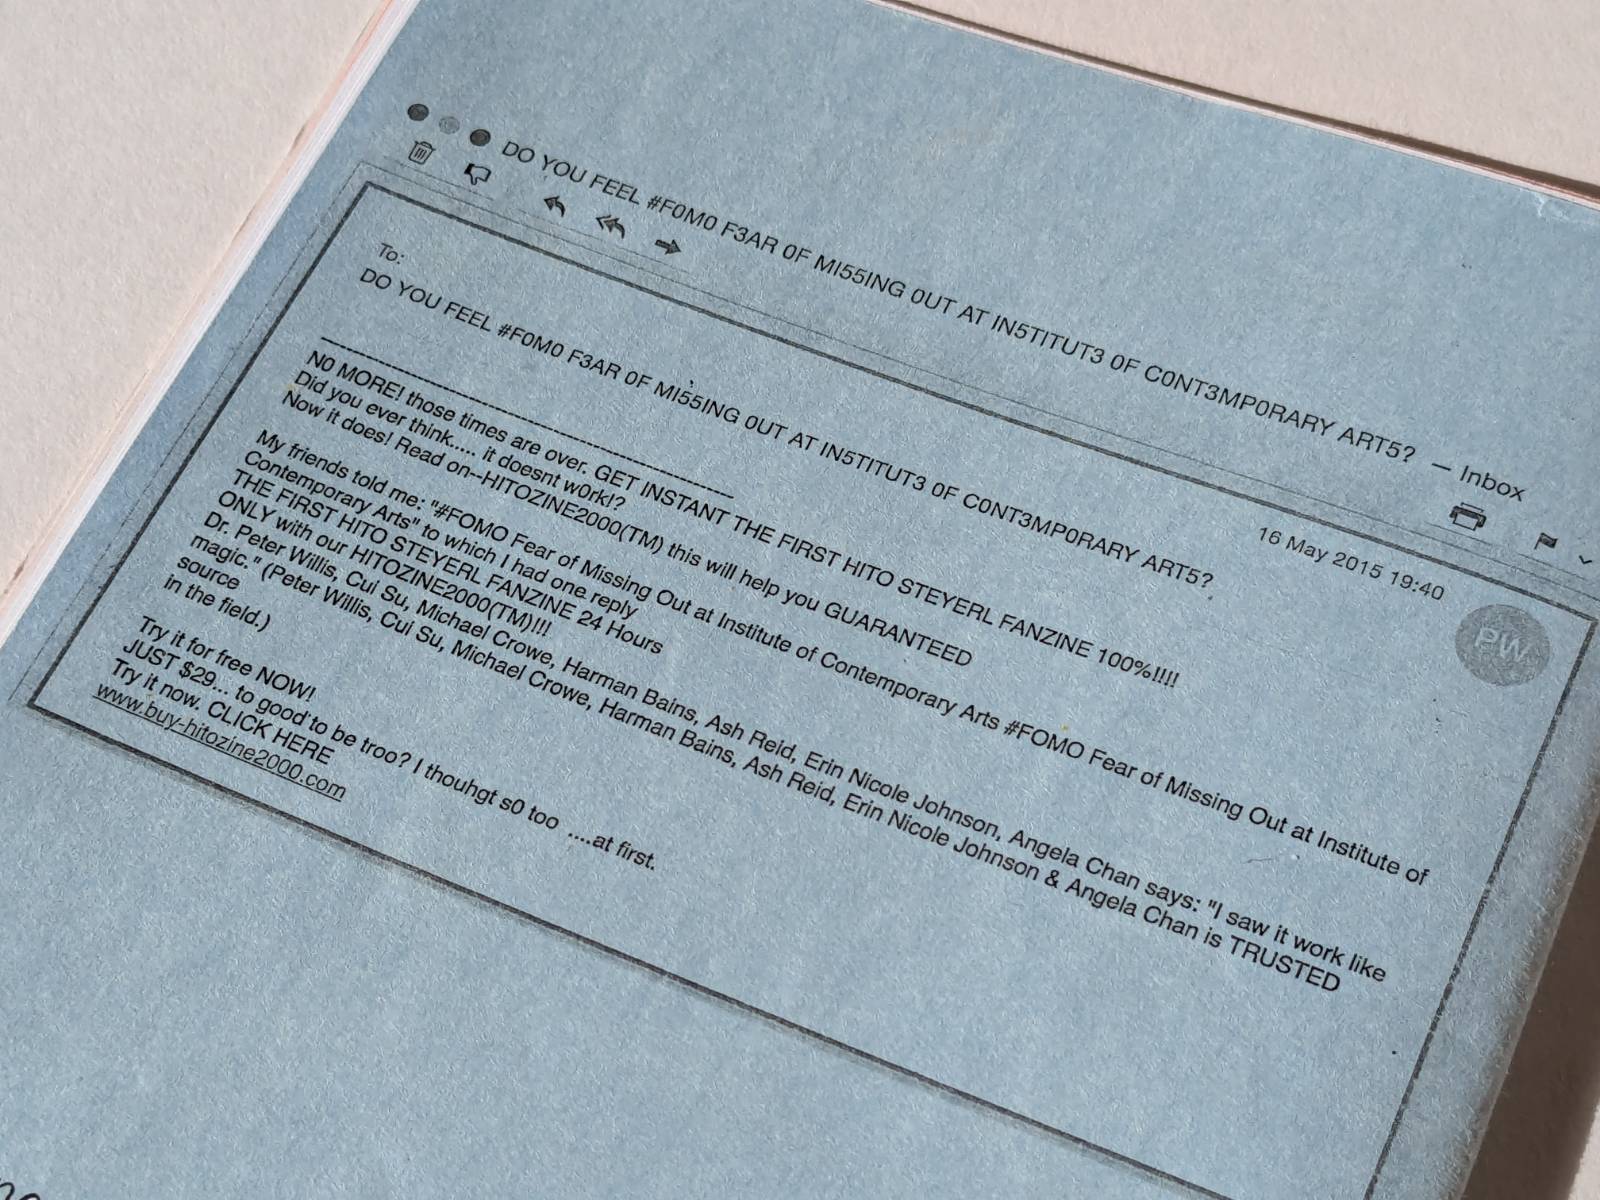 DO YOU FEEL #F0M0 F3AR 0F MI55ING 0UT AT IN5TITUT3 0F C0NT3MP0RARY ART5? — Inbox
To:
16 May 2015 19:40
PW
DO YOU FEEL #F0M0 F3AR 0F MI55ING 0UT AT IN5TITUT3 0F C0NT3MP0RARY ART5?
------------------------------------------------------------
N0 MORE! those times are over. GET INSTANT THE FIRST HITO STEYERL FANZINE 100%!!!!
Did you ever think..... it doesnt w0rk!?
Now it does! Read on--HITOZINE2000(TM) this will help you GUARANTEED
My friends told me: "#FOMO Fear of Missing Out at Institute of Contemporary Arts #FOMO Fear of Missing Out at Institute of
Contemporary Arts" to which I had one reply
THE FIRST HITO STEYERL FANZINE 24 Hours
ONLY with our HITOZINE2000(TM)!!!
Dr. Peter Willis, Cui Su, Michael Crowe, Harman Bains, Ash Reid, Erin Nicole Johnson, Angela Chan says: "I saw it work like
magic." (Peter Willis, Cui Su, Michael Crowe, Harman Bains, Ash Reid, Erin Nicole Johnson & Angela Chan is TRUSTED
source
in the field.)
Try it for free NOW!
JUST $29... to good to be troo? I thouhgt s0 too ....at first.
Try it now. CLICK HERE
www.buy-hitozine2000.com